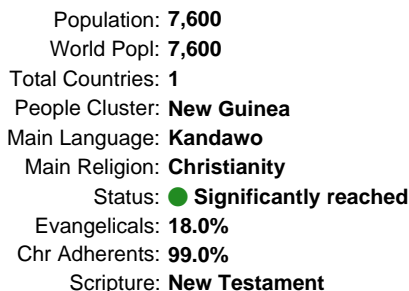 Population: 7,600
World Popl: 7,600
Total Countries: 1
People Cluster: New Guinea
Main Language: Kandawo
Main Religion: Christianity
Status: Significantly reached
Evangelicals: 18.0%
Chr Adherents: 99.0%
Scripture: New Testament